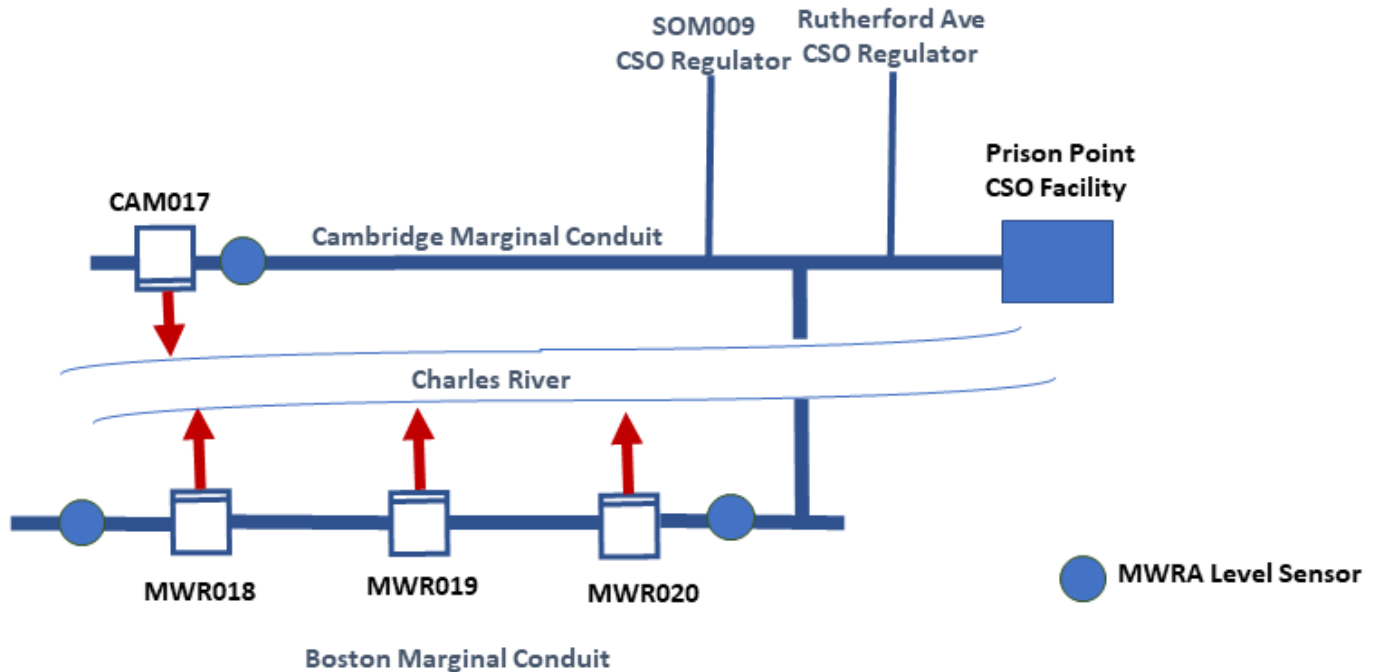 SOM009
CSO Regulator
Rutherford Ave
CSO Regulator
Prison Point
CSO Facility
CAM017
Cambridge Marginal Conduit
Charles River
MWR018
MWR019
MWR020
MWRA Level Sensor
Boston Marginal Conduit